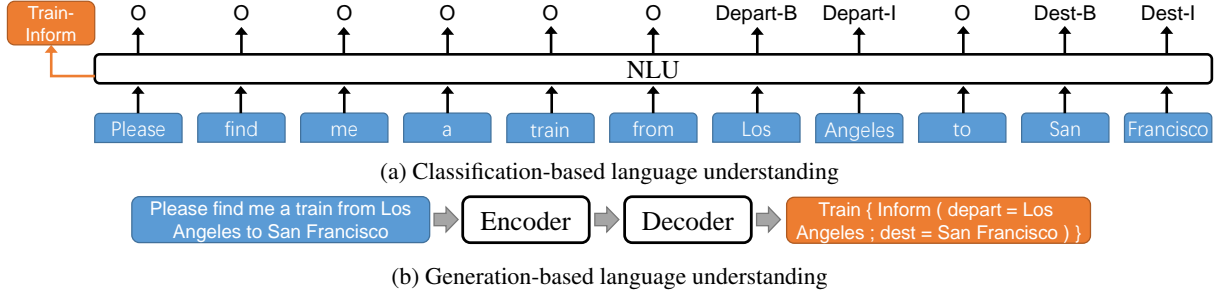 Train-
Inform
O O O O O O Depart-B Depart-I O Dest-B Dest-I
NLU
Please find me a train from Los Angeles to San Francisco
(a) Classification-based language understanding
Please find me a train from Los
Angeles to San Francisco
Encoder
Decoder
Train { Inform ( depart = Los
Angeles ; dest = San Francisco ) }
(b) Generation-based language understanding